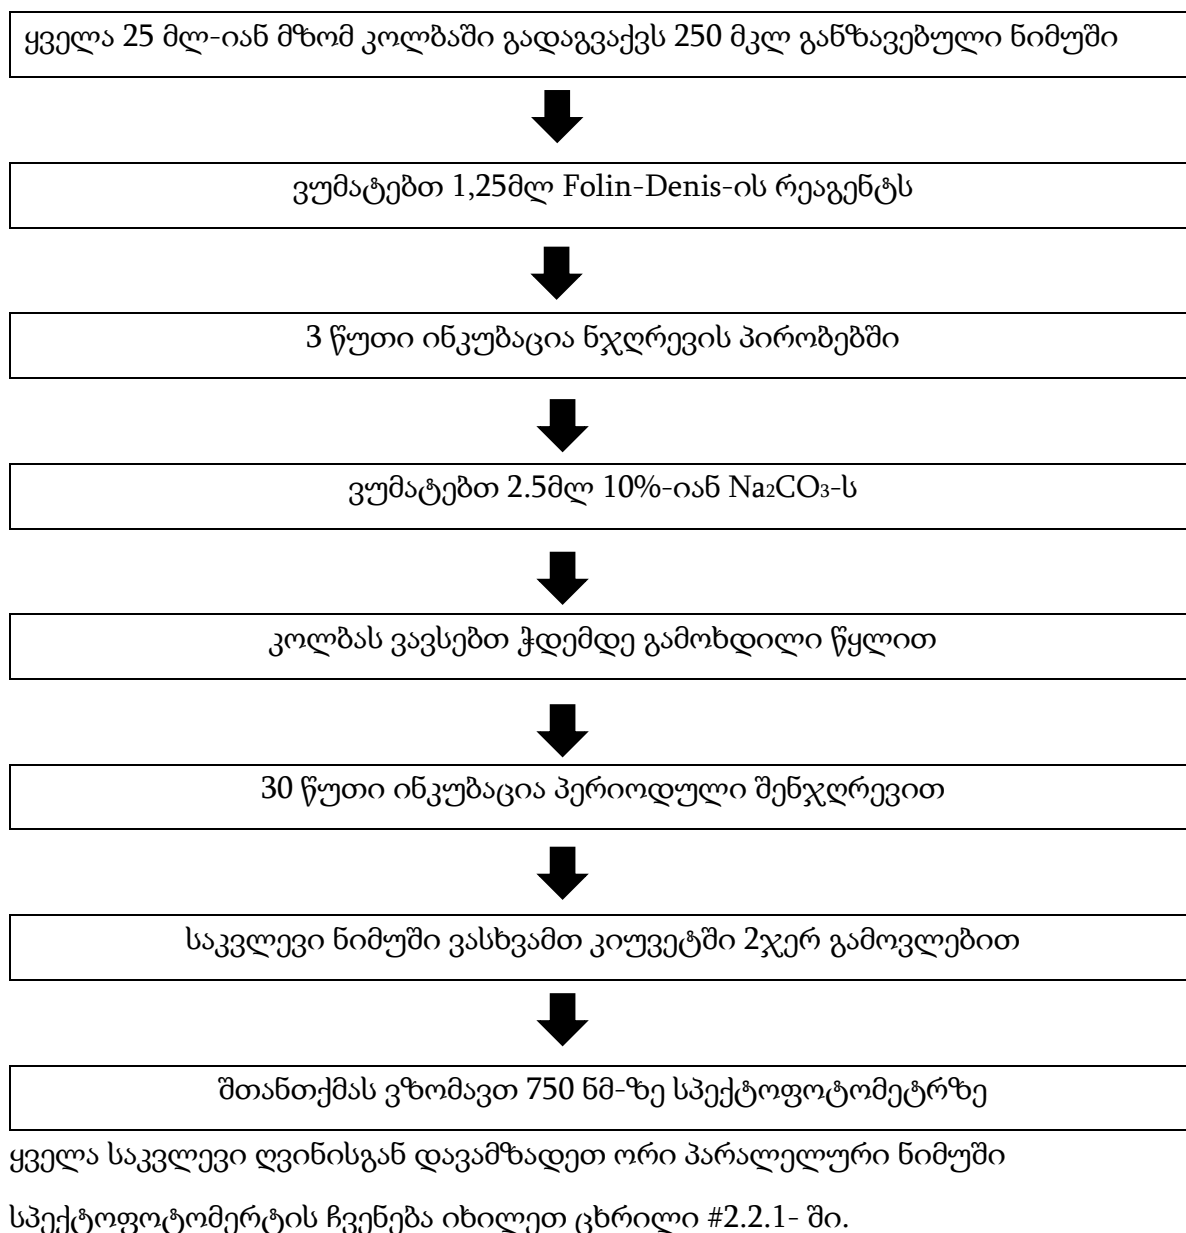 ყველა 25 მლ-იან მზომ კოლბაში გადაგვაქვს 250 მკლ განზავებული ნიმუში
ვუმატებთ 1,25მლ Folin-Denis-ის რეაგენტს
3 წუთი ინკუბაცია ნჯღრევის პირობებში
ვუმატებთ 2.5მლ 10%-იან Na₂CO₃-ს
კოლბას ვავსებთ ჭდემდე გამოხდილი წყლით
30 წუთი ინკუბაცია პერიოდული შენჯღრევით
საკვლევი ნიმუში ვასხვამთ კიუვეტში 2ჯერ გამოვლებით
შთანთქმას ვზომავთ 750 ნმ-ზე სპექტოფოტომეტრზე
ყველა საკვლევი ღვინისგან დავამზადეთ ორი პარალელური ნიმუში
სპექტოფოტომერტის ჩვენება იხილეთ ცხრილი #2.2.1- ში.